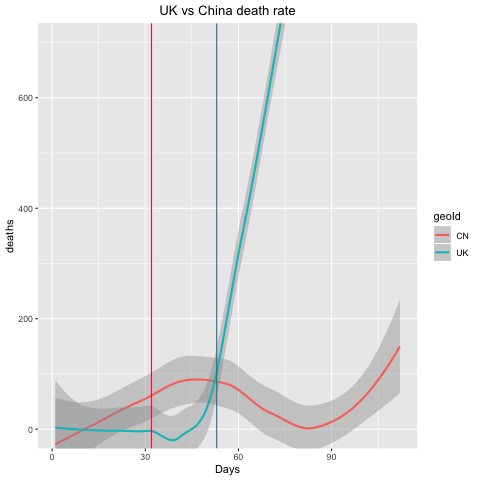 UK vs China death rate
deaths
600
400
200
0
0
30
60
90
Days
geoId
CN
UK